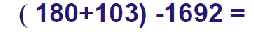 ( 180+103) -1692 =